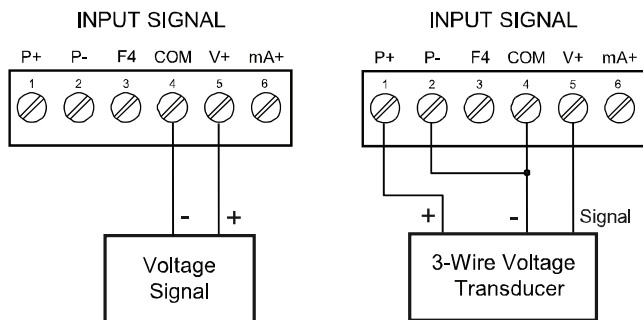 INPUT SIGNAL
P+ P- F4 COM V+ mA+
1 2 3 4 5 6
- +
Voltage
Signal
INPUT SIGNAL
P+ P- F4 COM V+ mA+
1 2 3 4 5 6
+ - Signal
3-Wire Voltage
Transducer